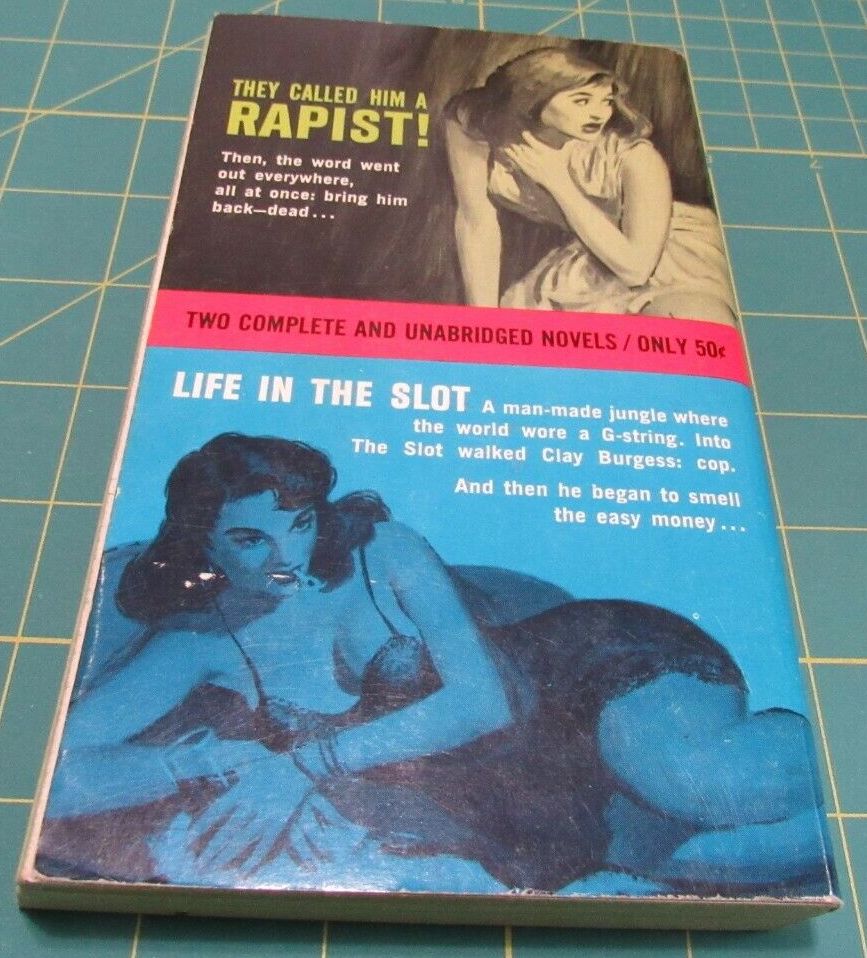 THEY CALLED HIM A
RAPIST!
Then, the word went
out everywhere,
all at once: bring him
back—dead...
TWO COMPLETE AND UNABRIDGED NOVELS / ONLY 50¢
LIFE IN THE SLOT A man-made jungle where
the world wore a G-string. Into
The Slot walked Clay Burgess: cop.
And then he began to smell
the easy money...